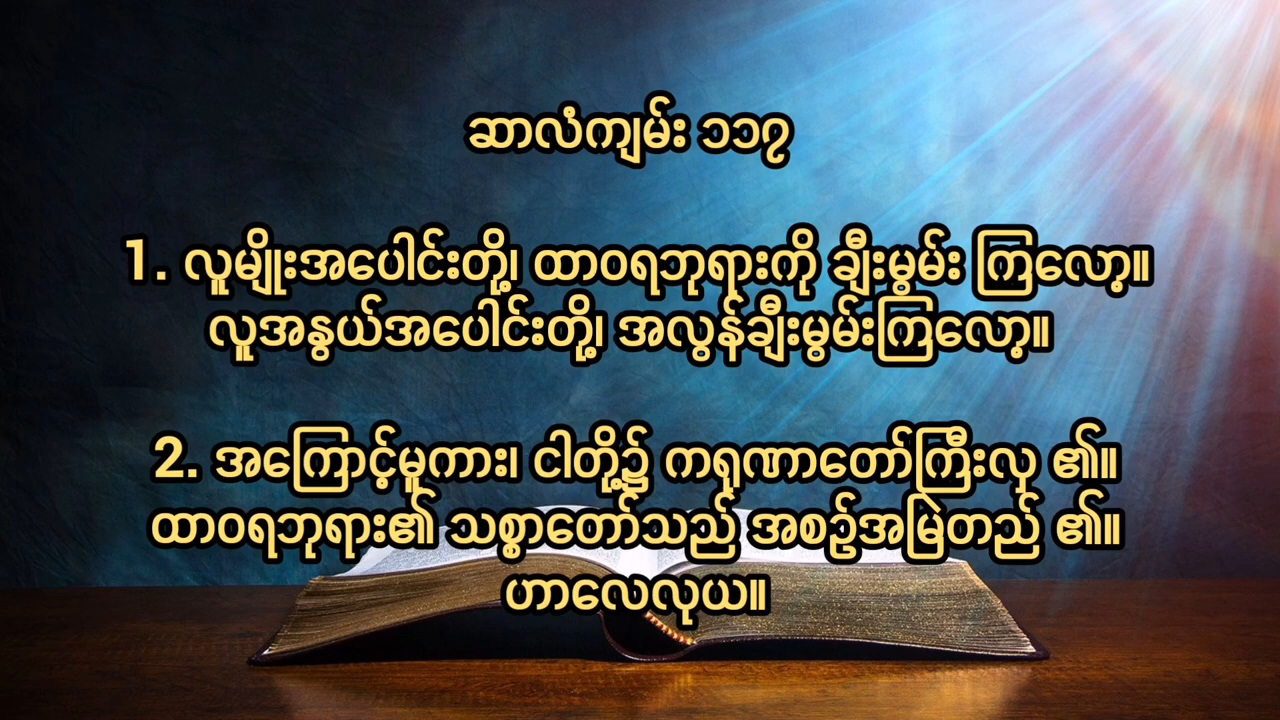 ဆာလံကျမ်း ၁၁၇
1. လူမျိုးအပေါင်းတို့၊ ထာဝရဘုရားကို ချီးမွမ်း ကြလော့။
လူအနွယ်အပေါင်းတို့၊ အလွန်ချီးမွမ်းကြလော့။
2. အကြောင့်မူကား၊ ငါတို့၌ ကရုဏာတော်ကြီးလှ ၏။
ထာဝရဘုရား၏ သစ္စာတော်သည် အစဉ်အမြဲတည် ၏။
ဟာလေလုယ။